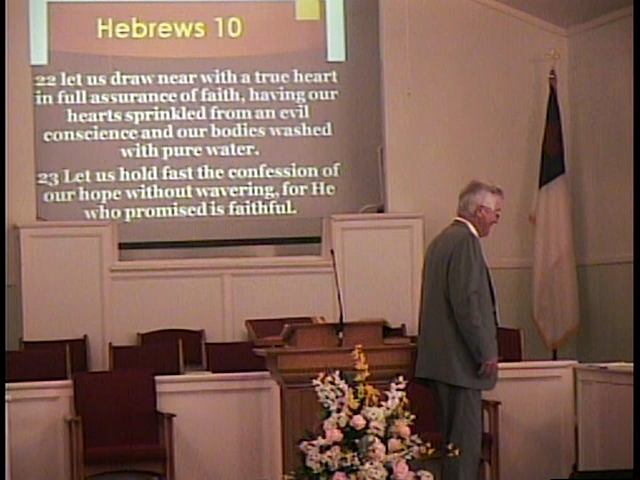 Hebrews 10
22 let us draw near with a true heart
in full assurance of faith, having our
hearts sprinkled from an evil
conscience and our bodies washed
with pure water.
23 Let us hold fast the confession of
our hope without wavering, for He
who promised is faithful.